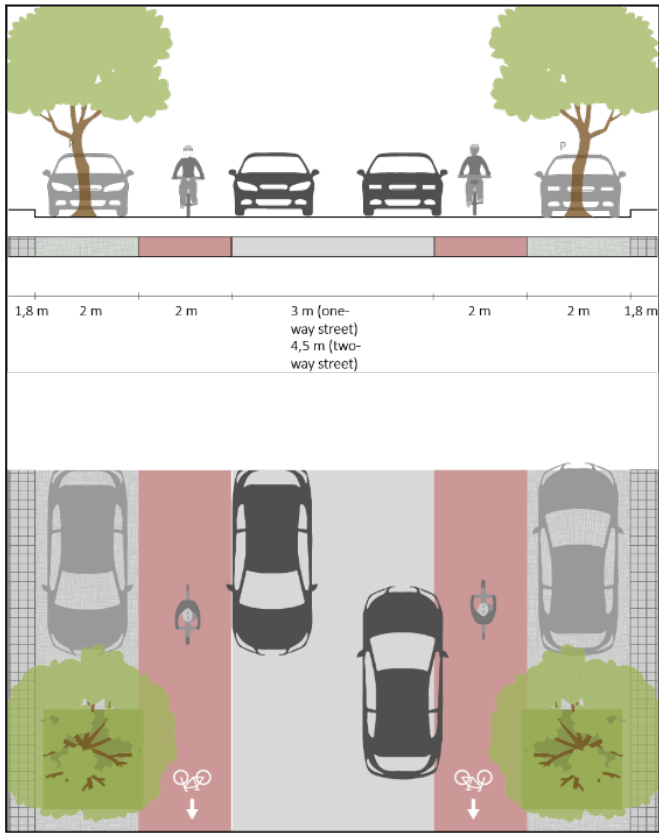 P
P
1,8 m 2 m 2 m 3 m (one-
way street)
4,5 m (two-
way street) 2 m 2 m 1,8 m